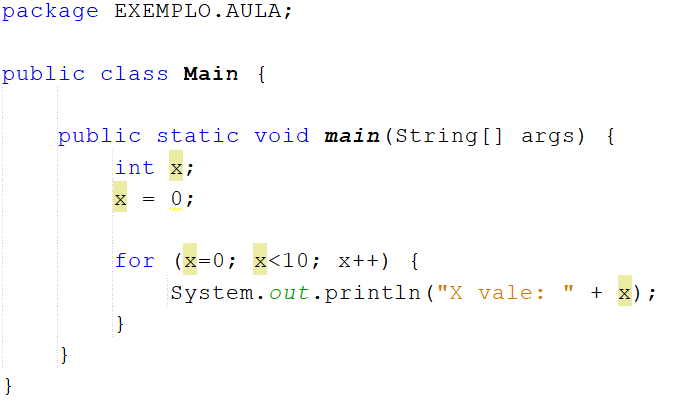 package EXEMPLO.AULA;
public class Main {
public static void main(String[] args) {
int x;
x = 0;
for (x=0; x<10; x++) {
System.out.println("X vale: " + x);
}
}
}